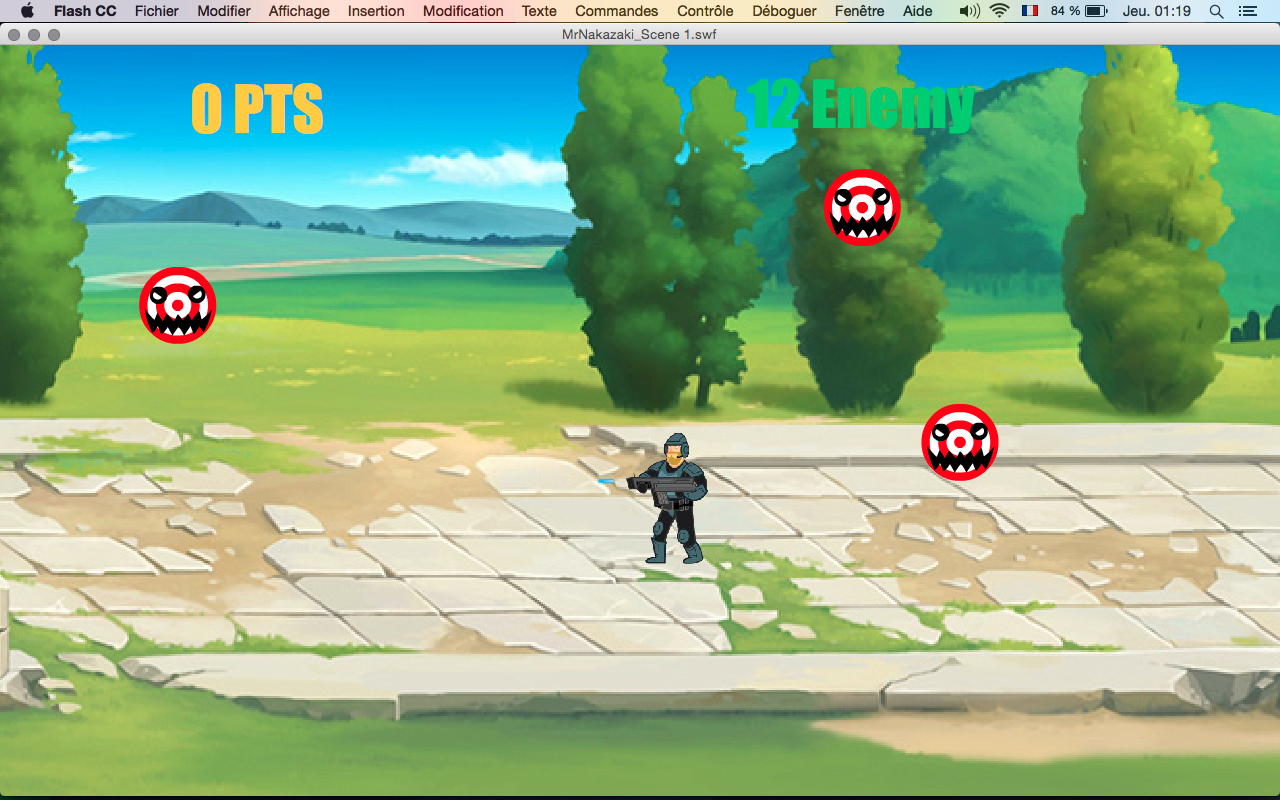 Flash CC Fichier Modifier Affichage Insertion Modification Texte Commandes Contrôle Déboguer Fenêtre Aide 84 % Jeu. 01:19
MrNakazaki_Scene 1.swf
0 PTS 12 Enemy